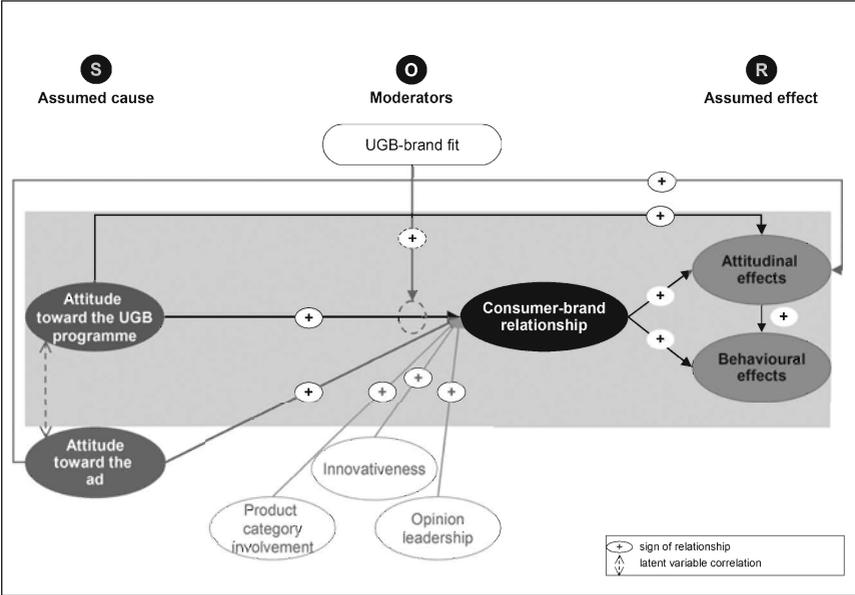 S
O
R
Assumed cause
Moderators
Assumed effect
UGB-brand fit
+
+
+
Attitudinal
effects
Attitude
toward the UGB
programme
+
Consumer-brand
relationship
+
+
+
Behavioural
effects
+
+
+
+
Attitude
toward the
ad
Innovativeness
Product
category
involvement
Opinion
leadership
+ sign of relationship
latent variable correlation